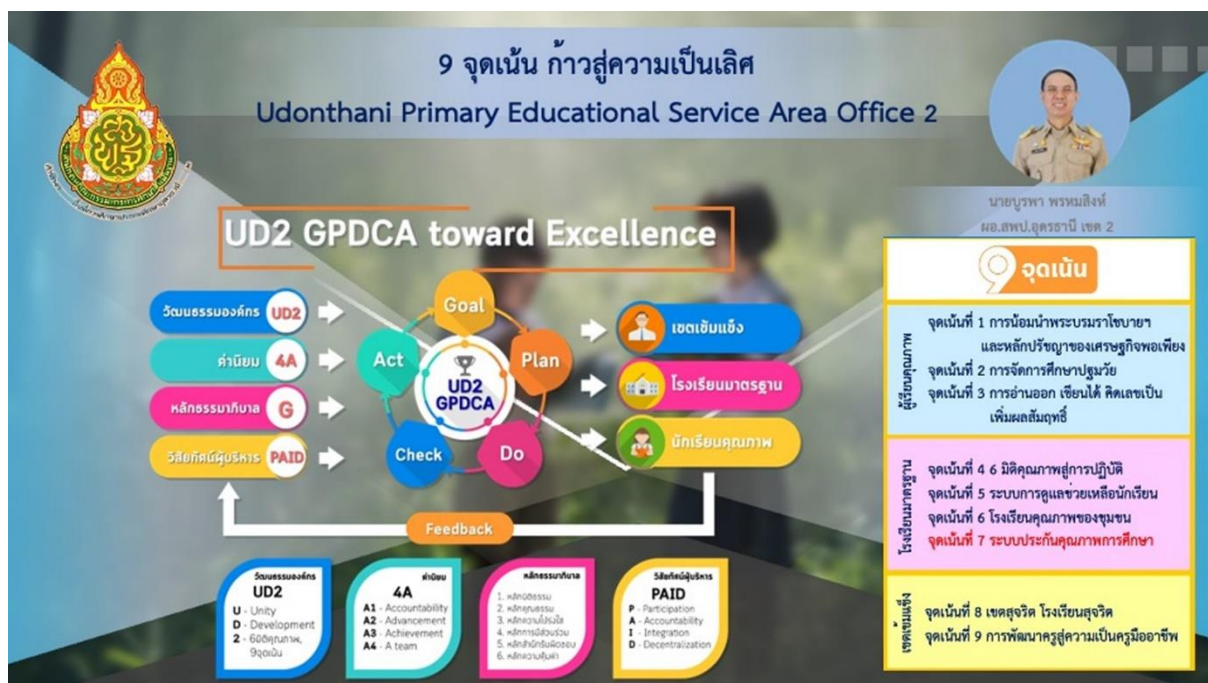 9 จุดเน้น ก้าวสู่ความเป็นเลิศ
Udonthani Primary Educational Service Area Office 2
นายบูรพา พรหมสิงห์
ผอ.สพป.อุดรธานี เขต 2
UD2 GPDCA toward Excellence
วัฒนธรรมองค์กร UD2
ค่านิยม 4A
หลักธรรมาภิบาล G
วิสัยทัศน์ผู้บริหาร PAID
Goal
Plan
Do
Check
Act
UD2
GPDCA
เขตเข้มแข็ง
โรงเรียนมาตรฐาน
นักเรียนคุณภาพ
Feedback
วัฒนธรรมองค์กร
UD2
U - Unity
D - Development
2 - 6มิติคุณภาพ,
9จุดเน้น
ค่านิยม
4A
A1 - Accountability
A2 - Advancement
A3 - Achievement
A4 - A team
หลักธรรมาภิบาล
1. หลักนิติธรรม
2. หลักคุณธรรม
3. หลักความโปร่งใส
4. หลักการมีส่วนร่วม
5. หลักสำนึกรับผิดชอบ
6. หลักความคุ้มค่า
วิสัยทัศน์ผู้บริหาร
PAID
P - Participation
A - Accountability
I - Integration
D - Decentralization
9 จุดเน้น
ผู้เรียนคุณภาพ
จุดเน้นที่ 1 การน้อมนำพระบรมราโชบายฯ
และหลักปรัชญาของเศรษฐกิจพอเพียง
จุดเน้นที่ 2 การจัดการศึกษาปฐมวัย
จุดเน้นที่ 3 การอ่านออก เขียนได้ คิดเลขเป็น
เพิ่มผลสัมฤทธิ์
โรงเรียนมาตรฐาน
จุดเน้นที่ 4 6 มิติคุณภาพสู่การปฏิบัติ
จุดเน้นที่ 5 ระบบการดูแลช่วยเหลือนักเรียน
จุดเน้นที่ 6 โรงเรียนคุณภาพของชุมชน
จุดเน้นที่ 7 ระบบประกันคุณภาพการศึกษา
เขตเข้มแข็ง
จุดเน้นที่ 8 เขตสุจริต โรงเรียนสุจริต
จุดเน้นที่ 9 การพัฒนาครูสู่ความเป็นครูมืออาชีพ